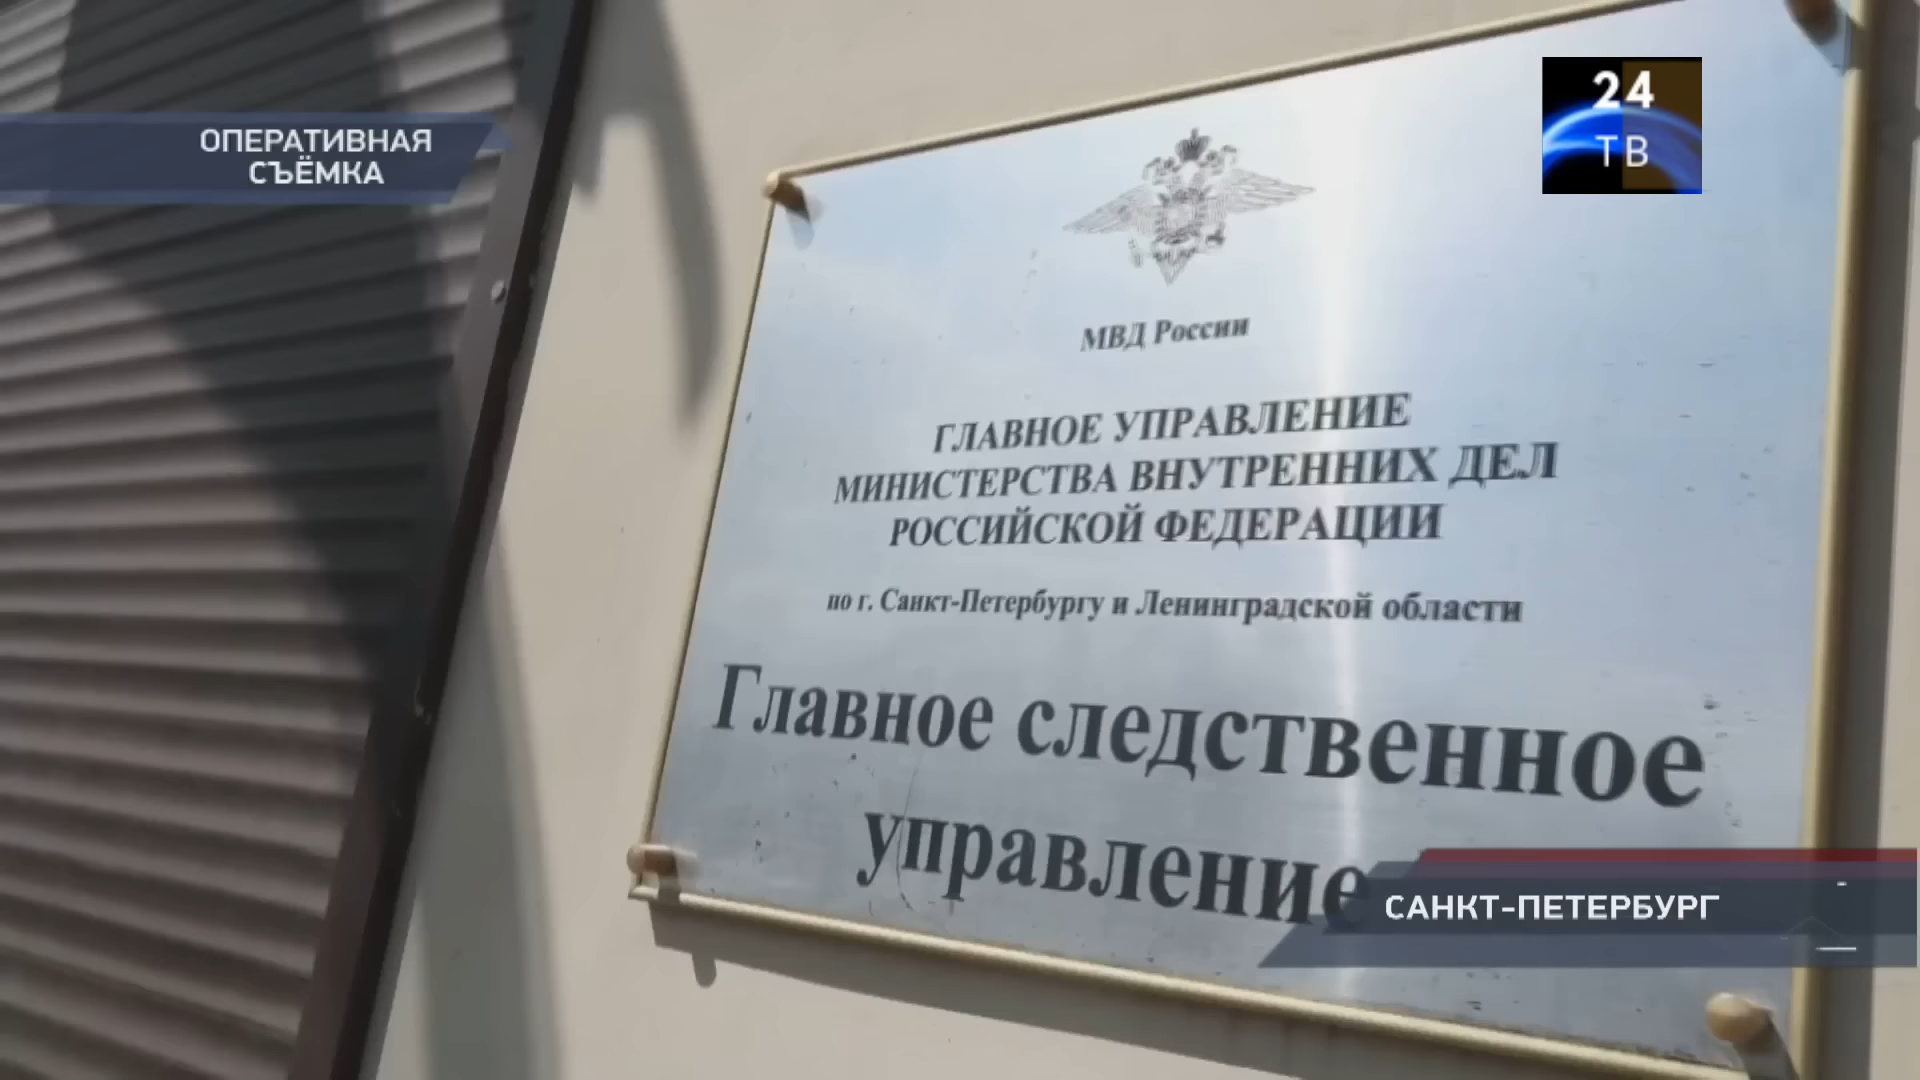 ОПЕРАТИВНАЯ
СЪЁМКА
24
ТВ
МВД России
ГЛАВНОЕ УПРАВЛЕНИЕ
МИНИСТЕРСТВА ВНУТРЕННИХ ДЕЛ
РОССИЙСКОЙ ФЕДЕРАЦИИ
по г. Санкт-Петербургу и Ленинградской области
Главное следственное
управление
САНКТ-ПЕТЕРБУРГ